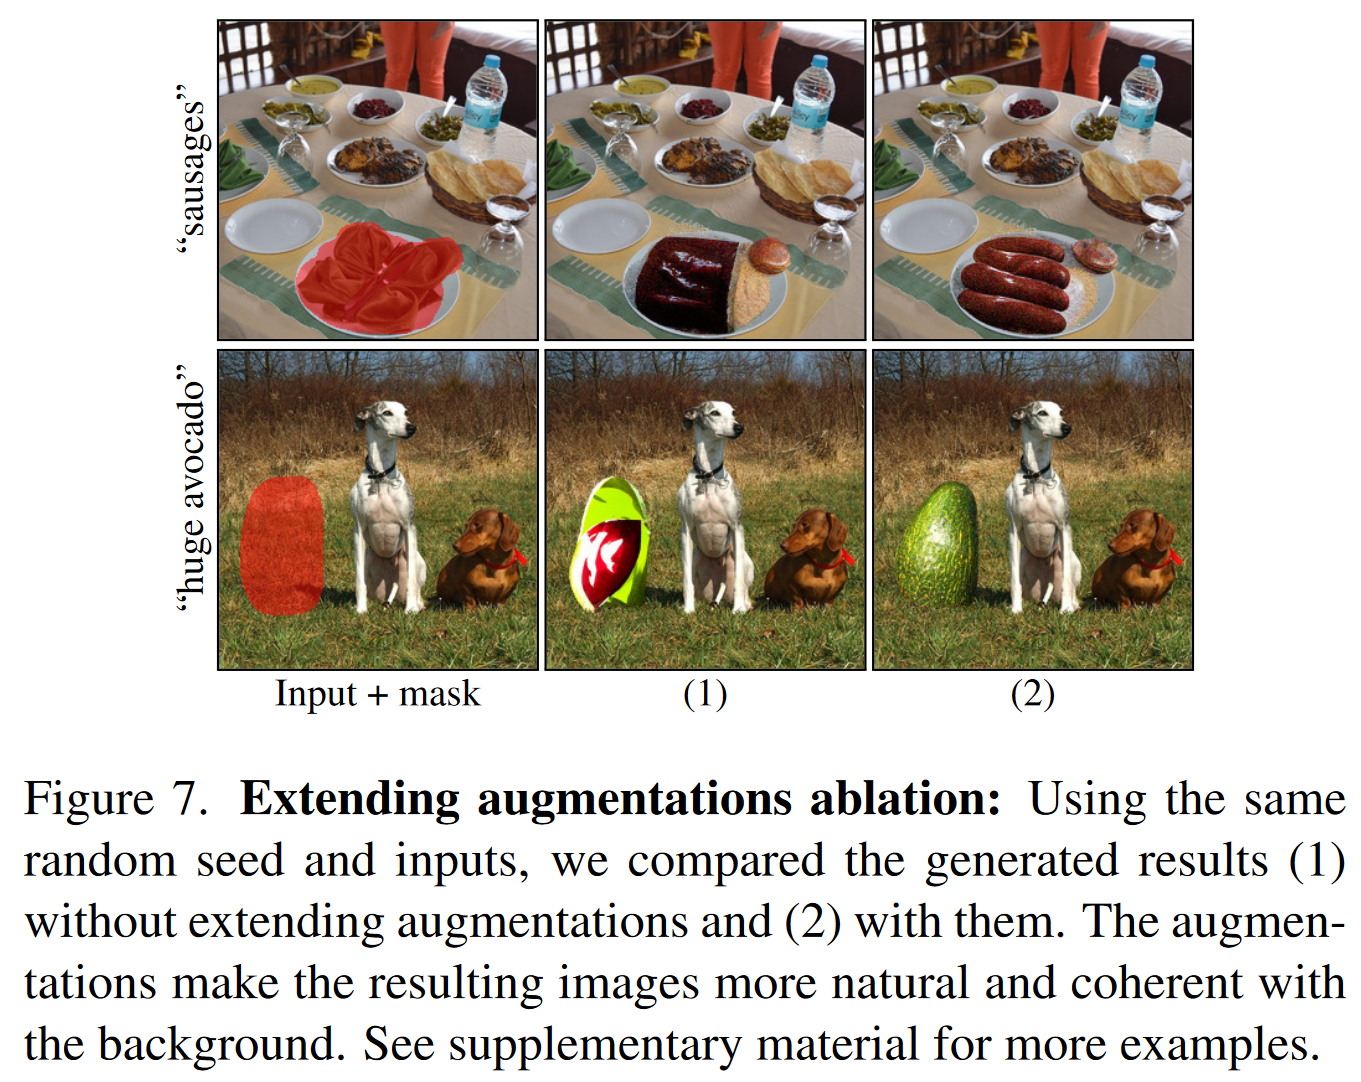 “sausages”
“huge avocado”
Input + mask
(1)
(2)
Figure 7. Extending augmentations ablation: Using the same
random seed and inputs, we compared the generated results (1)
without extending augmentations and (2) with them. The augmen-
tations make the resulting images more natural and coherent with
the background. See supplementary material for more examples.